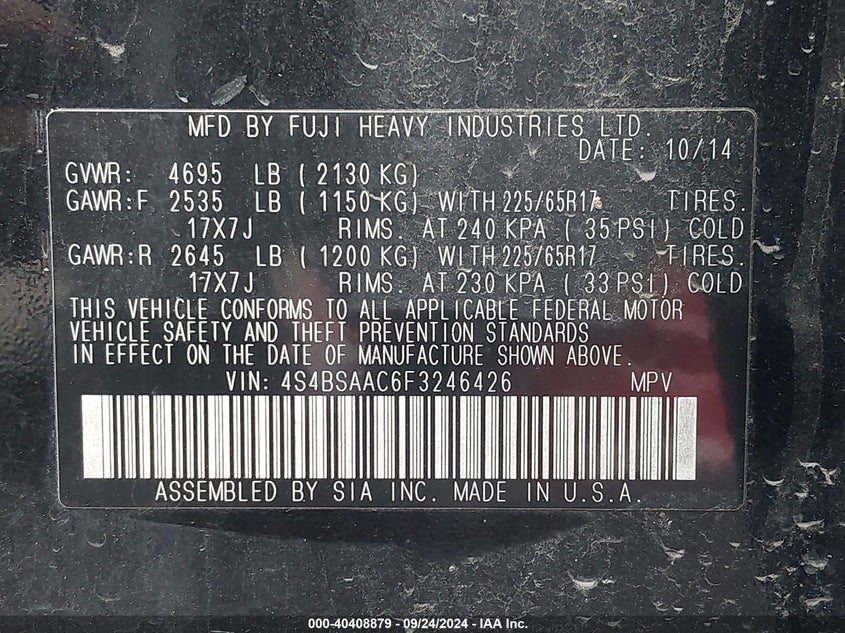 MFD BY FUJI HEAVY INDUSTRIES LTD.
DATE: 10/14
GVWR: 4695 LB ( 2130 KG)
GAWR:F 2535 LB ( 1150 KG) WITH 225/65R17 TIRES.
17X7J RIMS. AT 240 KPA ( 35 PSI) COLD
GAWR:R 2645 LB ( 1200 KG) WITH 225/65R17 TIRES.
17X7J RIMS. AT 230 KPA ( 33 PSI) COLD
THIS VEHICLE CONFORMS TO ALL APPLICABLE FEDERAL MOTOR
VEHICLE SAFETY AND THEFT PREVENTION STANDARDS
IN EFFECT ON THE DATE OF MANUFACTURE SHOWN ABOVE.
VIN: 4S4BSAAC6F3246426 MPV
ASSEMBLED BY SIA INC. MADE IN U.S.A.
000-40408879 - 09/24/2024 - IAA Inc.